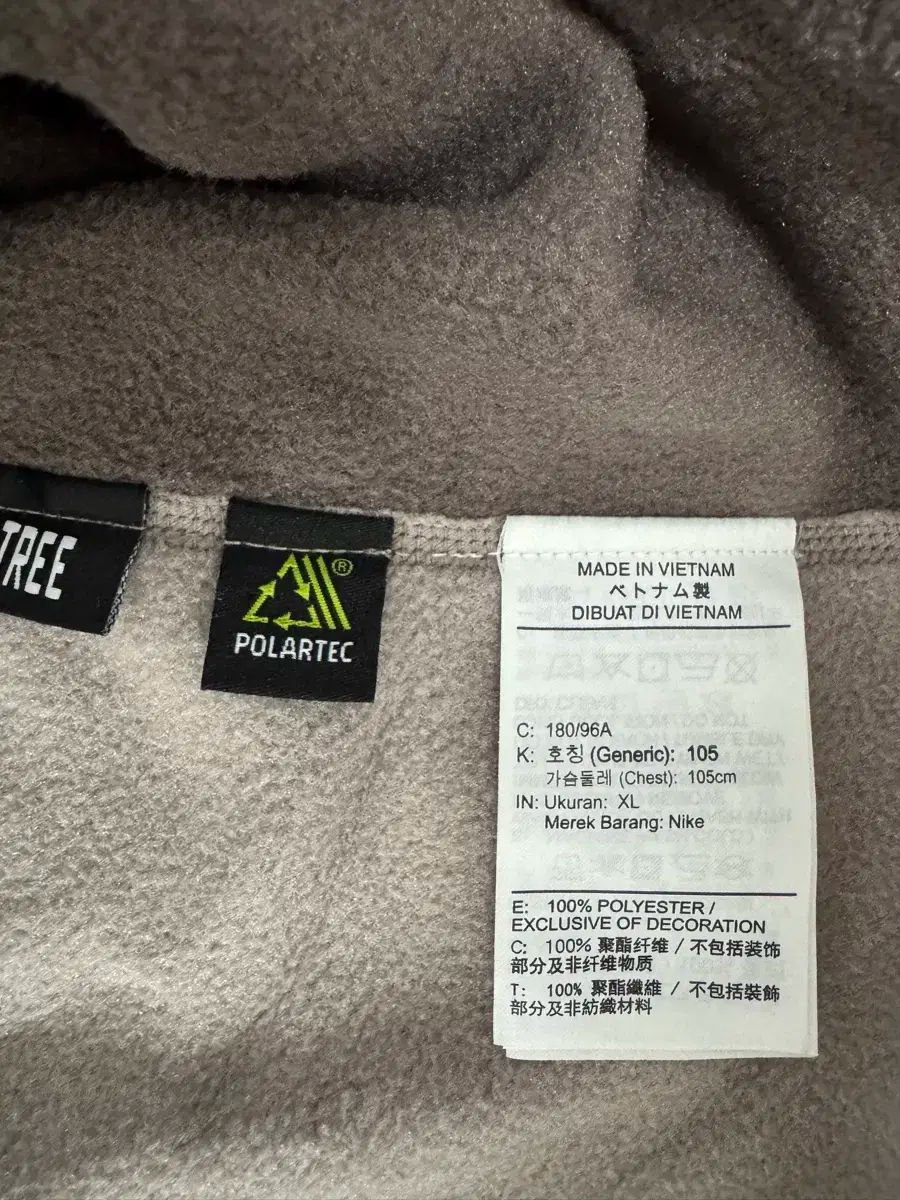 TREE
POLARTEC
®
MADE IN VIETNAM
ベトナム製
DIBUAT DI VIETNAM
C: 180/96A
K: 호칭 (Generic): 105
가슴둘레 (Chest): 105cm
IN: Ukuran: XL
Merek Barang: Nike
E: 100% POLYESTER /
EXCLUSIVE OF DECORATION
C: 100% 聚酯纤维 / 不包括装饰
部分及非纤维物质
T: 100% 聚酯纖維 / 不包括裝飾
部分及非紡織材料